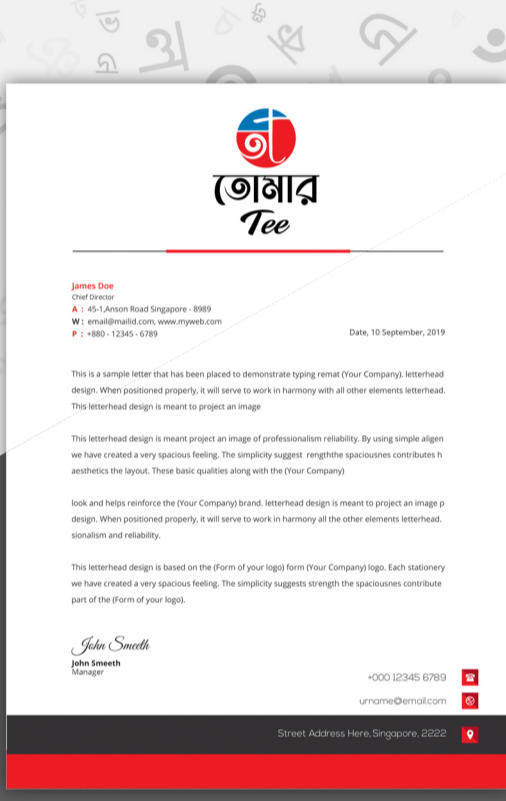 তোমার
Tee
James Doe
Chief Director
A : 45-1,Anson Road Singapore - 8989
W : email@mailid.com, www.myweb.com
P : +880 - 12345 - 6789
Date, 10 September, 2019
This is a sample letter that has been placed to demonstrate typing remat (Your Company). letterhead
design. When positioned properly, it will serve to work in harmony with all other elements letterhead.
This letterhead design is meant to project an image
This letterhead design is meant project an image of professionalism reliability. By using simple aligen
we have created a very spacious feeling. The simplicity suggest rengththe spaciousnes contributes h
aesthetics the layout. These basic qualities along with the (Your Company)
look and helps reinforce the (Your Company) brand. letterhead design is meant to project an image p
design. When positioned properly, it will serve to work in harmony all the other elements letterhead.
sionalism and reliability.
This letterhead design is based on the (Form of your logo) form (Your Company) logo. Each stationery
we have created a very spacious feeling. The simplicity suggests strength the spaciousnes contribute
part of the (Form of your logo).
John Smeeth
John Smeeth
Manager
+000 12345 6789
urname@email.com
Street Address Here, Singapore, 2222